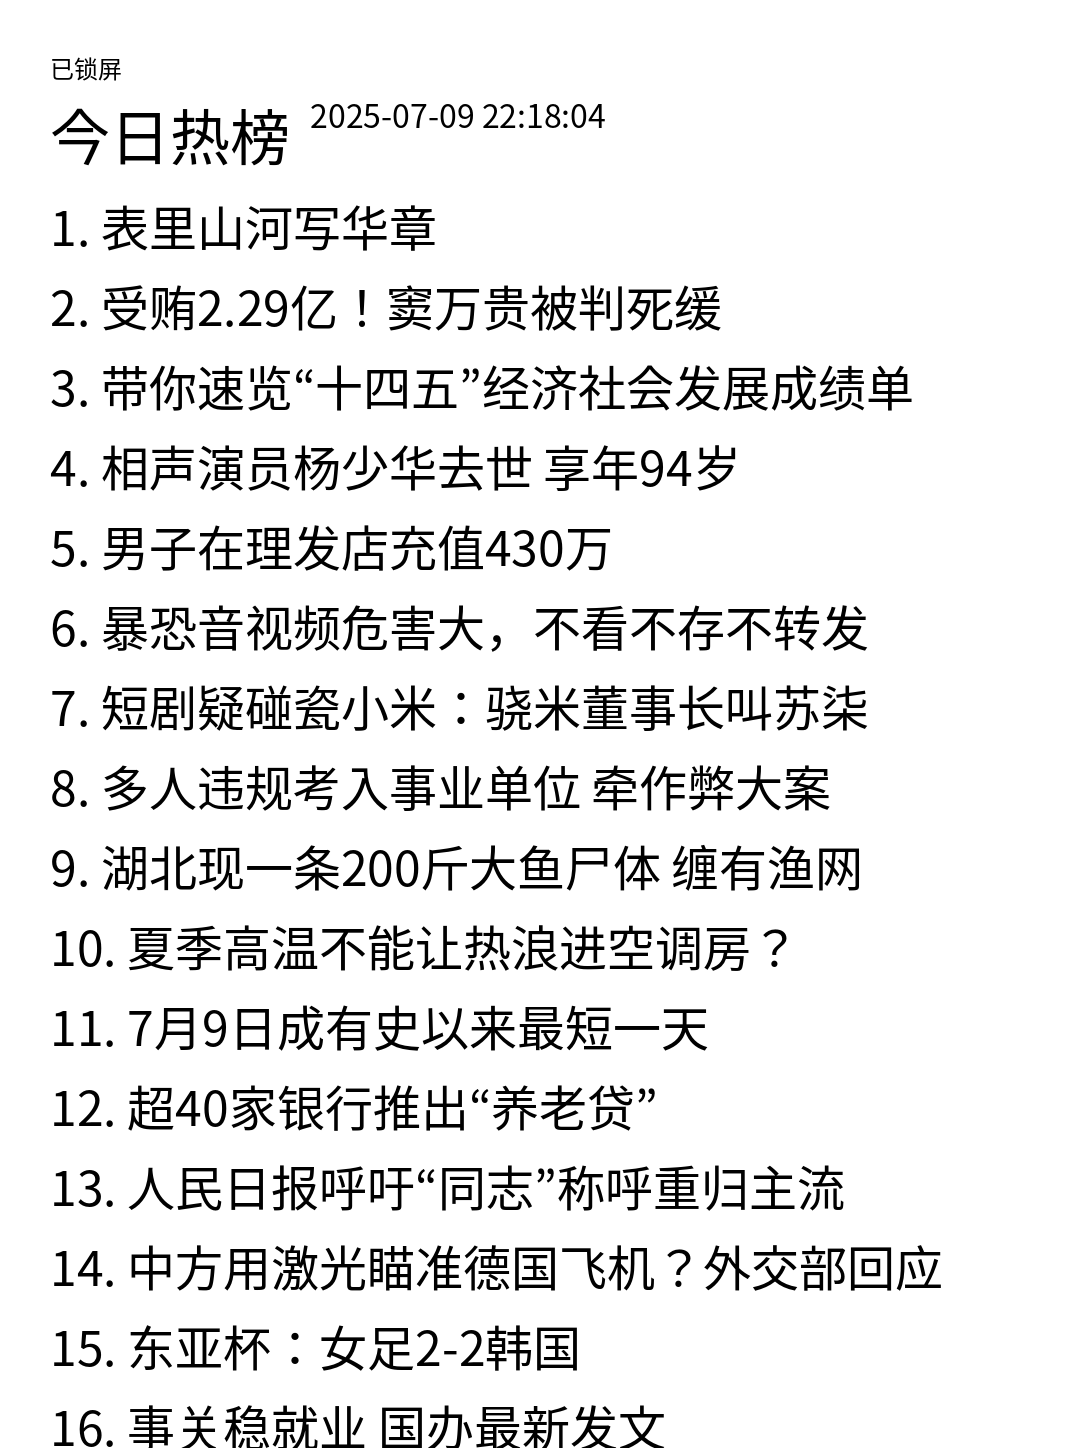 已锁屏
今日热榜 2025-07-09 22:18:04
1. 表里山河写华章
2. 受贿2.29亿！窦万贵被判死缓
3. 带你速览“十四五”经济社会发展成绩单
4. 相声演员杨少华去世 享年94岁
5. 男子在理发店充值430万
6. 暴恐音视频危害大，不看不存不转发
7. 短剧疑碰瓷小米：骁米董事长叫苏柒
8. 多人违规考入事业单位 牵作弊大案
9. 湖北现一条200斤大鱼尸体 缠有渔网
10. 夏季高温不能让热浪进空调房？
11. 7月9日成有史以来最短一天
12. 超40家银行推出“养老贷”
13. 人民日报呼吁“同志”称呼重归主流
14. 中方用激光瞄准德国飞机？外交部回应
15. 东亚杯：女足2-2韩国
16. 事关稳就业 国办最新发文